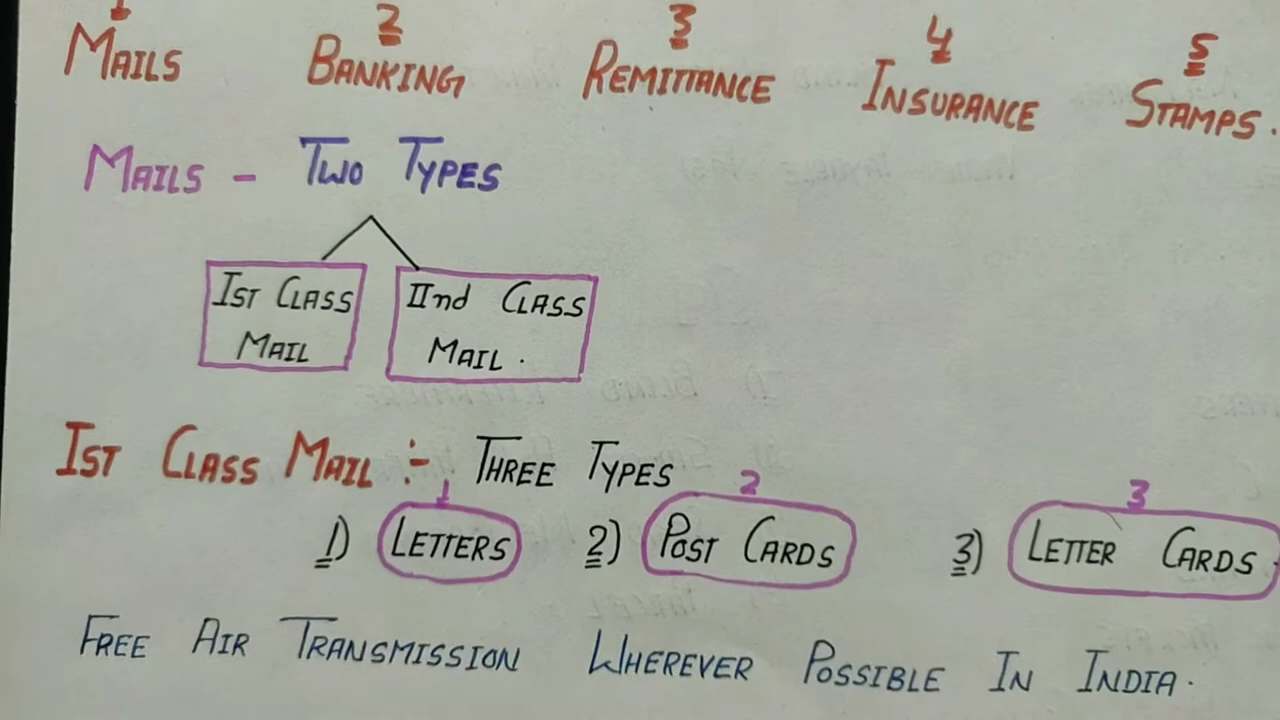 1 2 3 4 5
MAILS BANKING REMITTANCE INSURANCE STAMPS.
MAILS - TWO TYPES
IST CLASS MAIL
IInd CLASS MAIL.
IST CLASS MAIL :- THREE TYPES
1 2 3
1) LETTERS 2) POST CARDS 3) LETTER CARDS.
FREE AIR TRANSMISSION WHEREVER POSSIBLE IN INDIA.